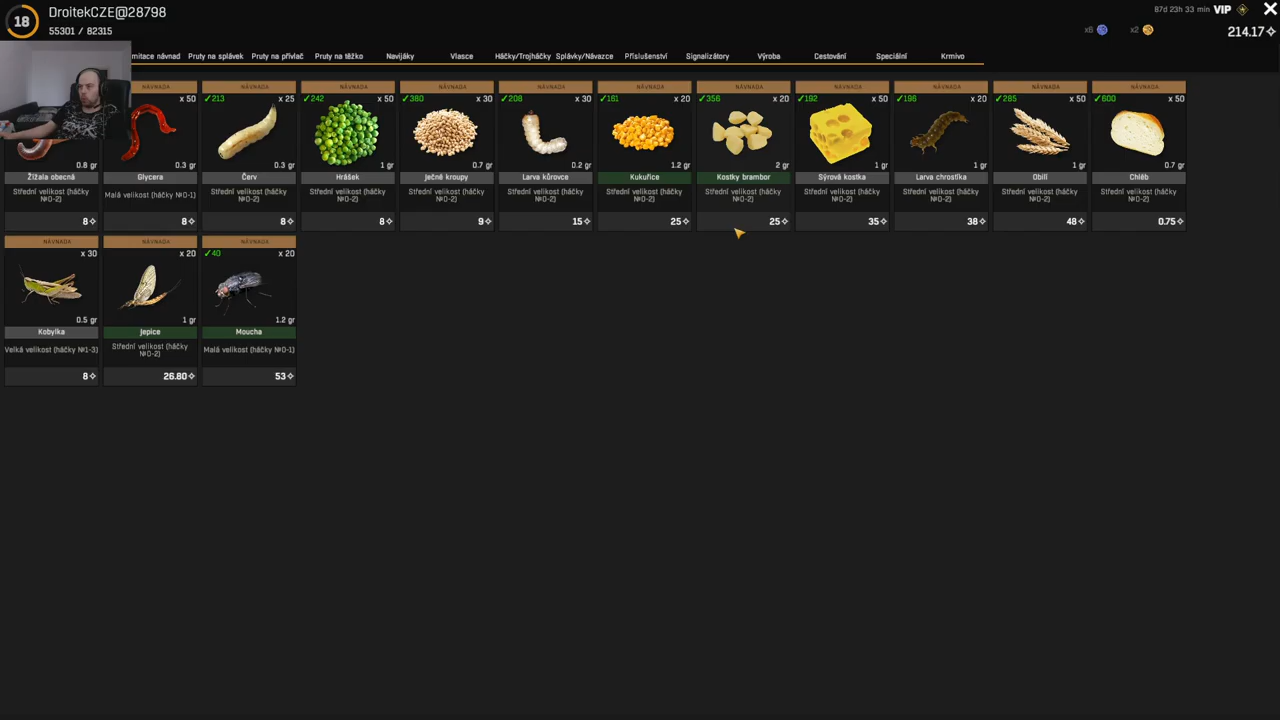 18
DroitekCZE@28798
55301 / 82315
87d 23h 33 min VIP
x6 x2
214.17
mitace návnad Pruty na splávek Pruty na přívlač Pruty na těžko Navijáky Vlasce Háčky/Trojháčky Splávky/Návazce Příslušenství Signalizátory Výroba Cestování Speciální Krmivo
NÁVNADA NÁVNADA NÁVNADA NÁVNADA NÁVNADA NÁVNADA NÁVNADA NÁVNADA NÁVNADA NÁVNADA NÁVNADA
x 50 ✓213 x 25 ✓242 x 50 ✓380 x 30 ✓208 x 30 ✓161 x 20 ✓356 x 20 ✓192 x 50 ✓196 x 20 ✓285 x 50 ✓600 x 50
0.8 gr 0.3 gr 0.3 gr 1 gr 0.7 gr 0.2 gr 1.2 gr 2 gr 1 gr 1 gr 1 gr 0.7 gr
Žížala obecná Glycera Červ Hrášek Ječné kroupy Larva kůrovce Kukuřice Kostky brambor Sýrová kostka Larva chrostíka Obilí Chléb
Střední velikost (háčky Malá velikost (háčky №0-1) Střední velikost (háčky Střední velikost (háčky Střední velikost (háčky Střední velikost (háčky Střední velikost (háčky Střední velikost (háčky Střední velikost (háčky Střední velikost (háčky Střední velikost (háčky Střední velikost (háčky
№0-2) №0-2) №0-2) №0-2) №0-2) №0-2) №0-2) №0-2) №0-2) №0-2) №0-2)
8 8 8 8 9 15 25 25 35 38 48 0.75
NÁVNADA NÁVNADA NÁVNADA
x 30 x 20 ✓40 x 20
0.5 gr 1 gr 1.2 gr
Kobylka Jepice Moucha
Velká velikost (háčky №1-3) Střední velikost (háčky Malá velikost (háčky №0-1)
№0-2)
8 26.80 53